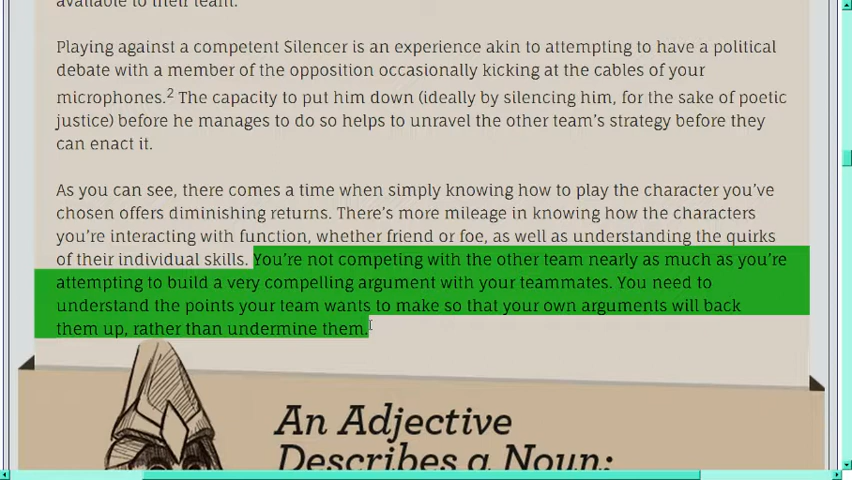 available to their team.
Playing against a competent Silencer is an experience akin to attempting to have a political
debate with a member of the opposition occasionally kicking at the cables of your
microphones.2 The capacity to put him down (ideally by silencing him, for the sake of poetic
justice) before he manages to do so helps to unravel the other team's strategy before they
can enact it.
As you can see, there comes a time when simply knowing how to play the character you've
chosen offers diminishing returns. There's more mileage in knowing how the characters
you're interacting with function, whether friend or foe, as well as understanding the quirks
of their individual skills. You're not competing with the other team nearly as much as you're
attempting to build a very compelling argument with your teammates. You need to
understand the points your team wants to make so that your own arguments will back
them up, rather than undermine them.
An Adjective
Describes a Noun: